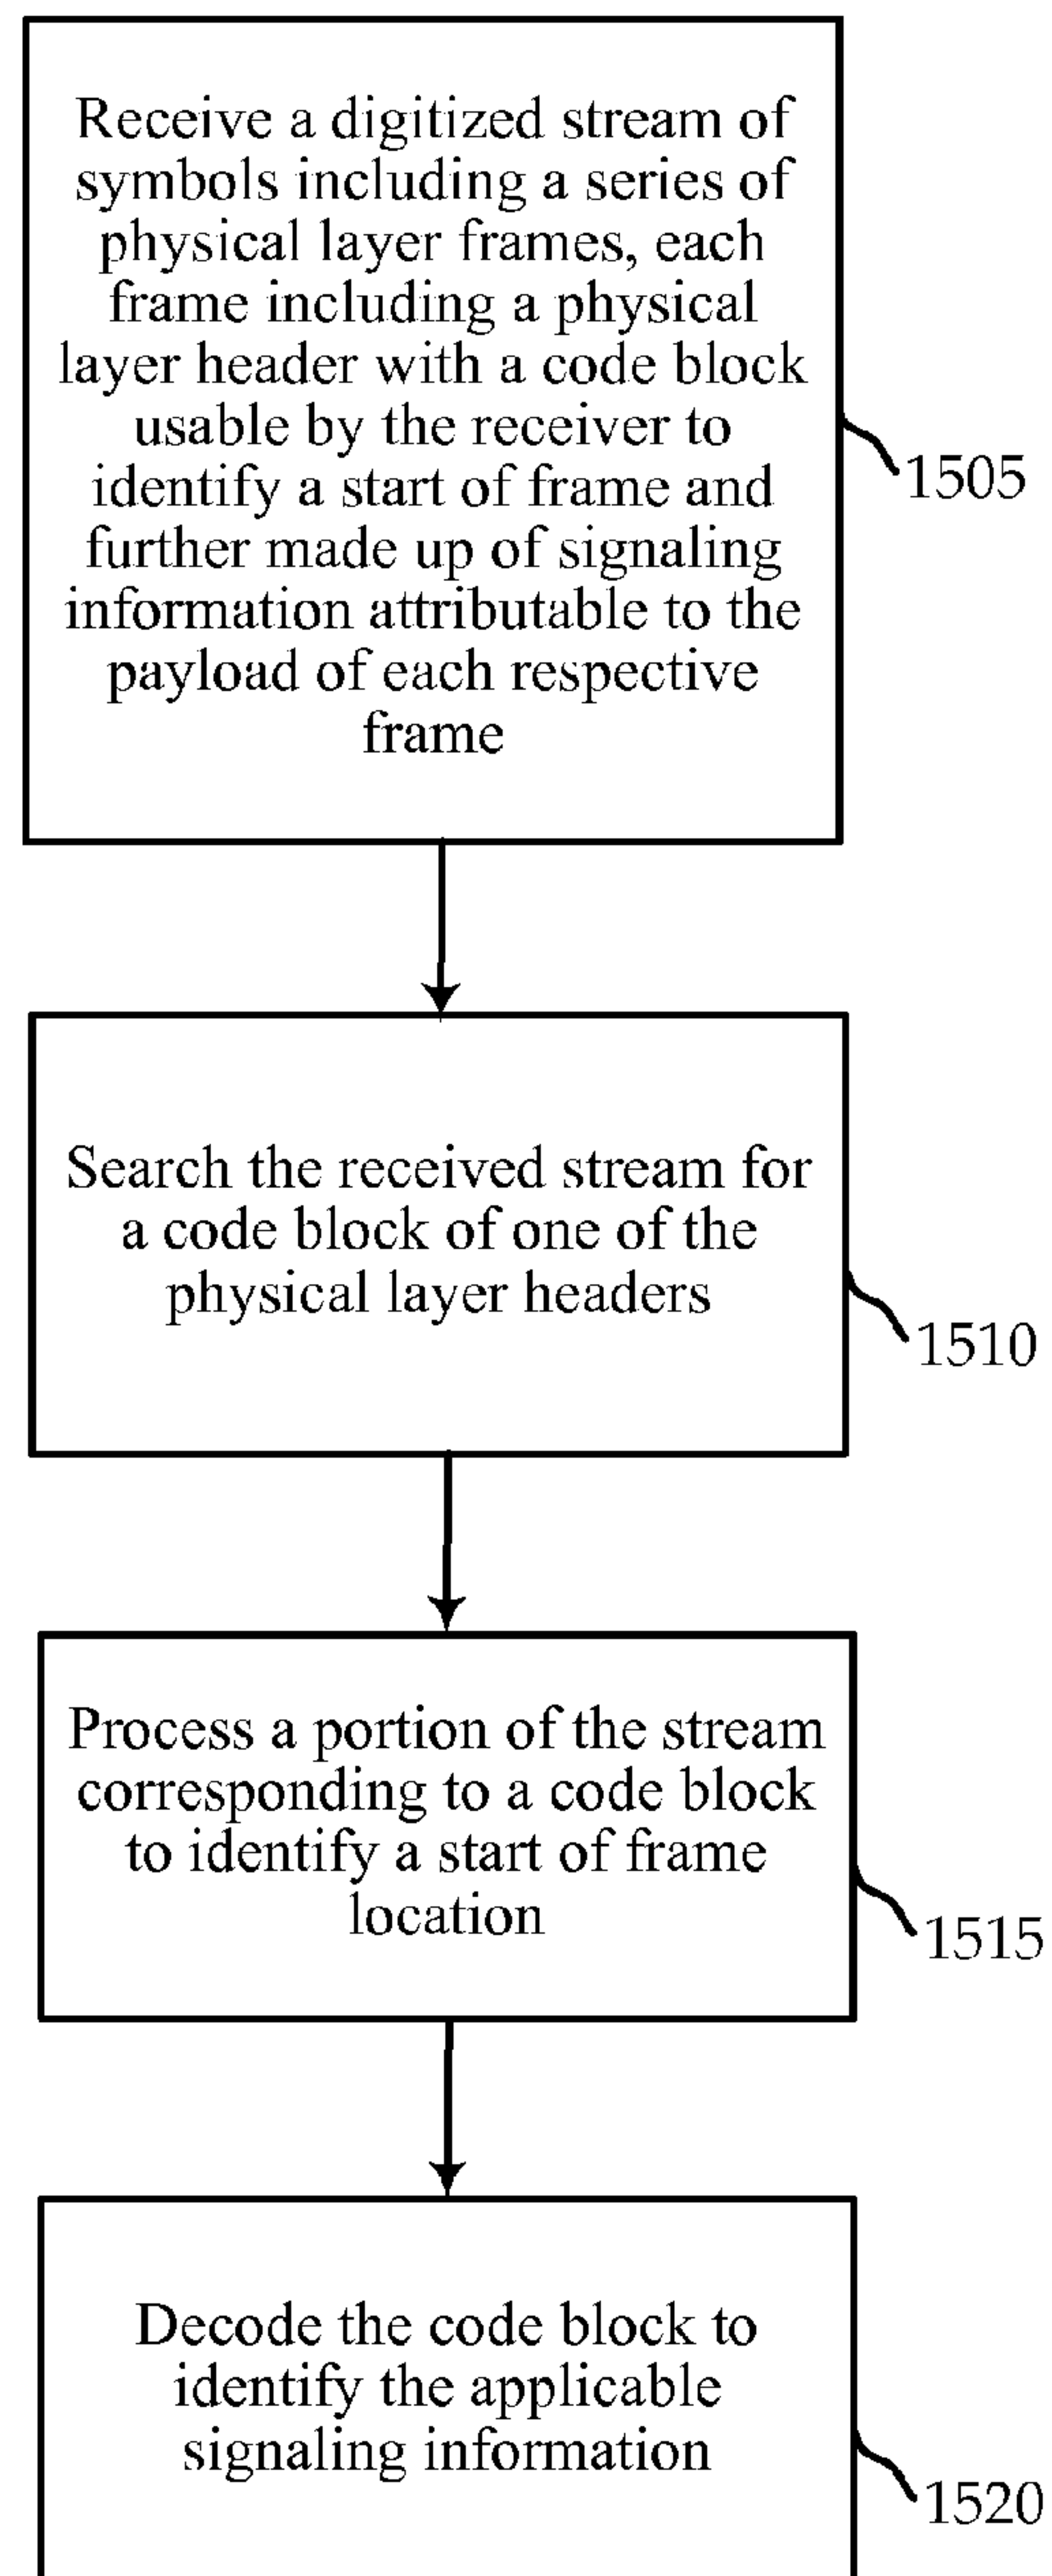 Receive a digitized stream of
symbols including a series of
physical layer frames, each
frame including a physical
layer header with a code block
usable by the receiver to
identify a start of frame and
further made up of signaling
information attributable to the
payload of each respective
frame
1505
Search the received stream for
a code block of one of the
physical layer headers
1510
Process a portion of the stream
corresponding to a code block
to identify a start of frame
location
1515
Decode the code block to
identify the applicable
signaling information
1520